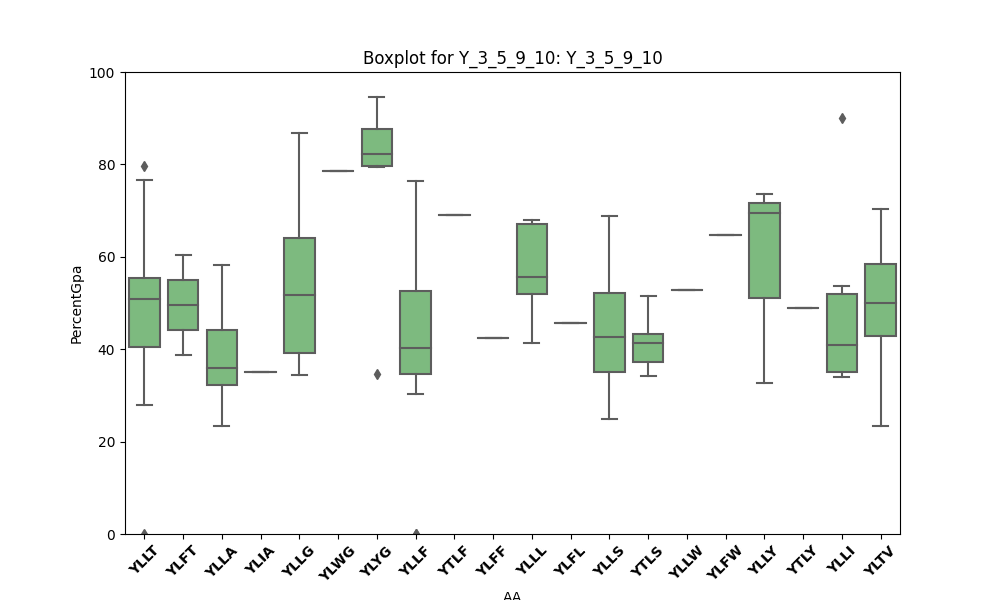 Boxplot for Y_3_5_9_10: Y_3_5_9_10
PercentGpa
100
80
60
40
20
0
YLLT YLFT YLLA YLIA YLLG YLWG YLYG YLLF YTLF YLFF YLLL YLFL YLLS YTLS YLLW YLFW YLLY YTLY YLLI YLTV
AA